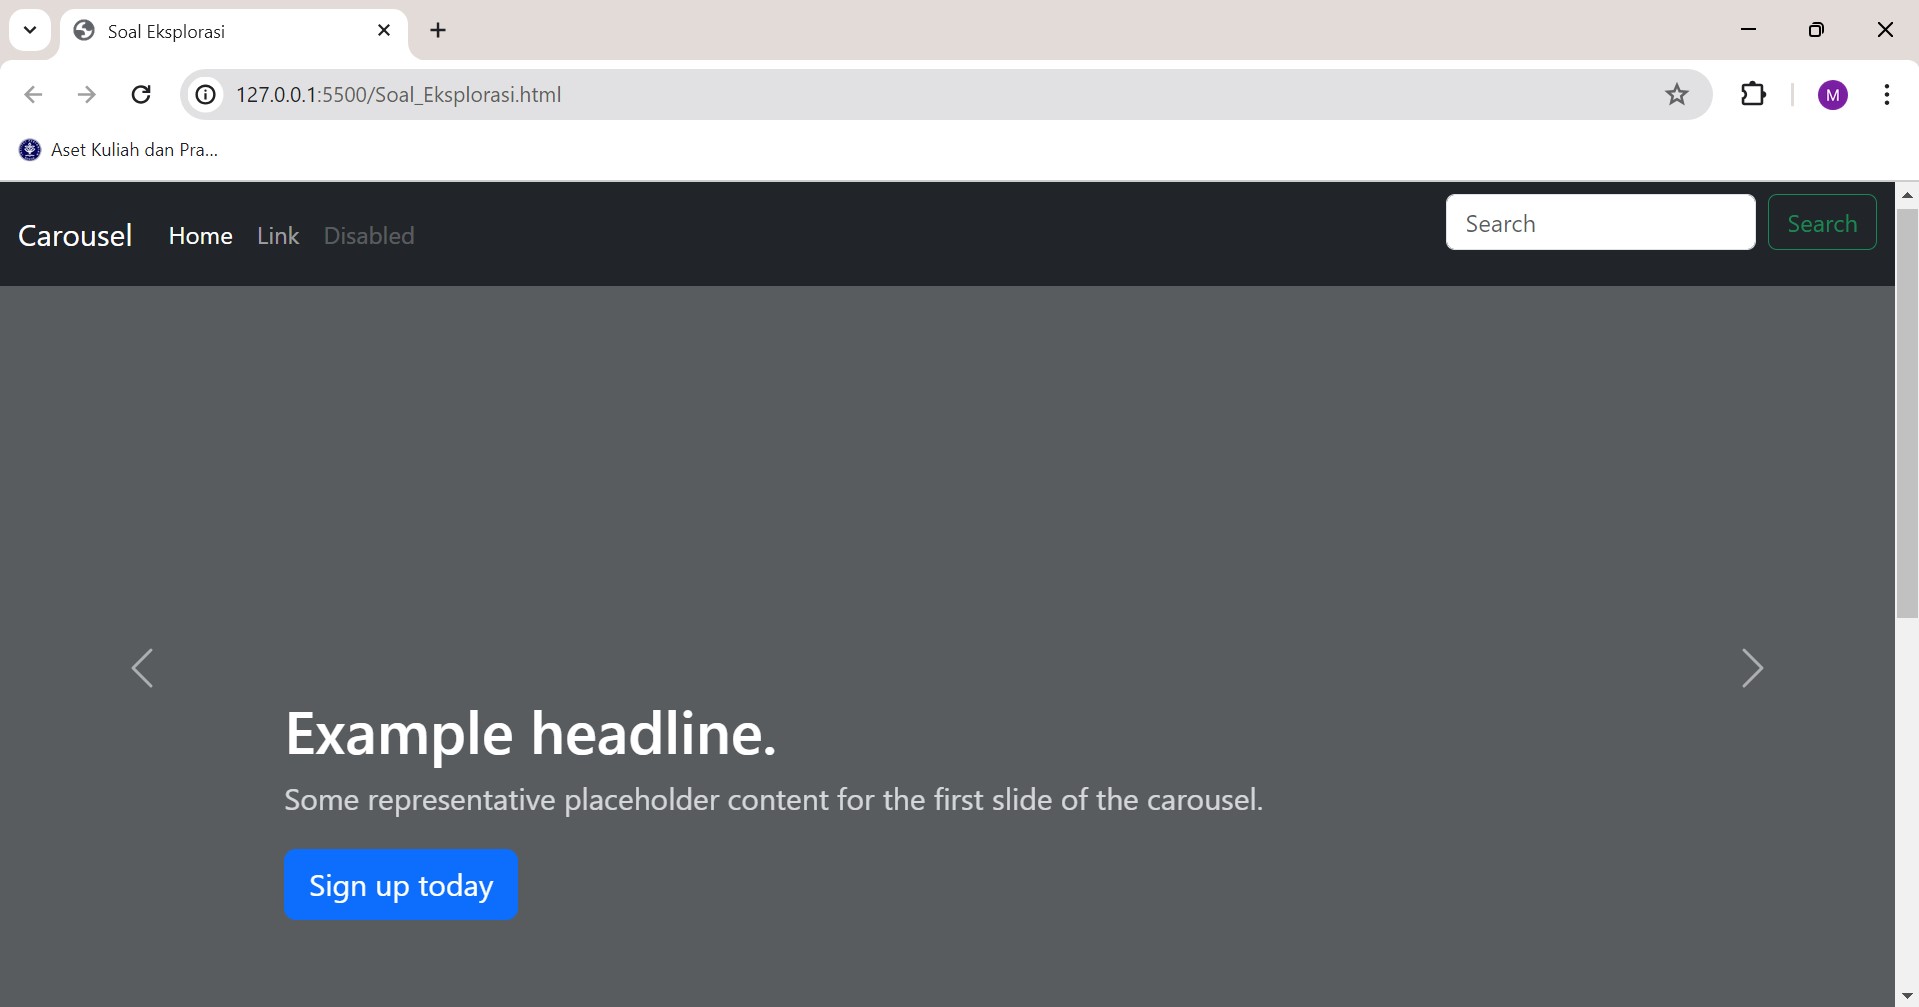 Soal Eksplorasi
127.0.0.1:5500/Soal_Eksplorasi.html
M
Aset Kuliah dan Pra...
Carousel Home Link Disabled Search Search
Example headline.
Some representative placeholder content for the first slide of the carousel.
Sign up today